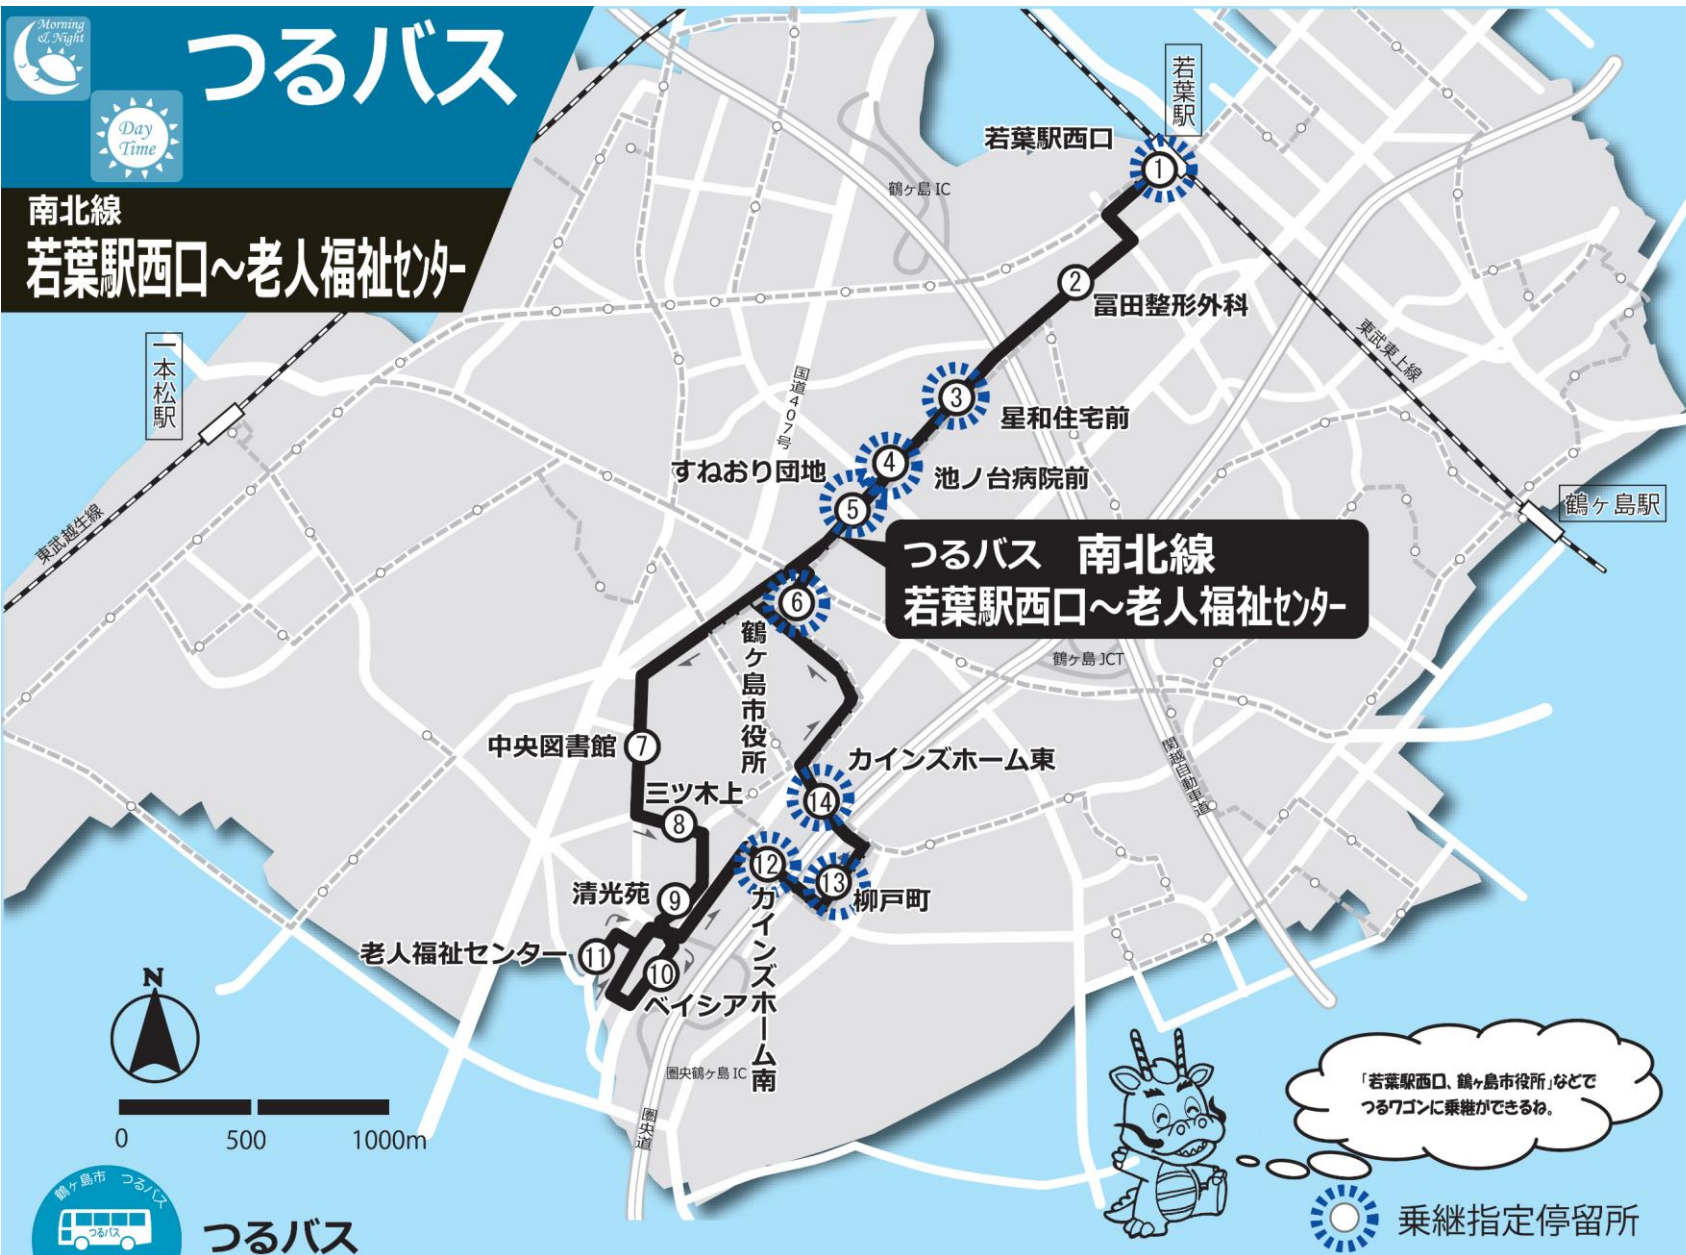 Morning
& Night
つるバス
Day
Time
南北線
若葉駅西口～老人福祉センター
若葉駅
若葉駅西口
①
鶴ヶ島 IC
②
冨田整形外科
一本松駅
東武東上線
国道407号
③
星和住宅前
④
すねおり団地
池ノ台病院前
⑤
鶴ヶ島駅
東武越生線
つるバス 南北線
若葉駅西口～老人福祉センター
⑥
鶴ヶ島市役所
鶴ヶ島 JCT
中央図書館
⑦
カインズホーム東
関越自動車道
三ツ木上
⑧
⑭
⑫
カインズホーム南
⑬
柳戸町
清光苑
⑨
老人福祉センター
⑪
⑩
ベイシア
N
圏央鶴ヶ島 IC
圏央道
0 500 1000m
「若葉駅西口、鶴ヶ島市役所」などで
つるワゴンに乗継ができるね。
鶴ヶ島市 つるバス
つるバス
つるバス
乗継指定停留所